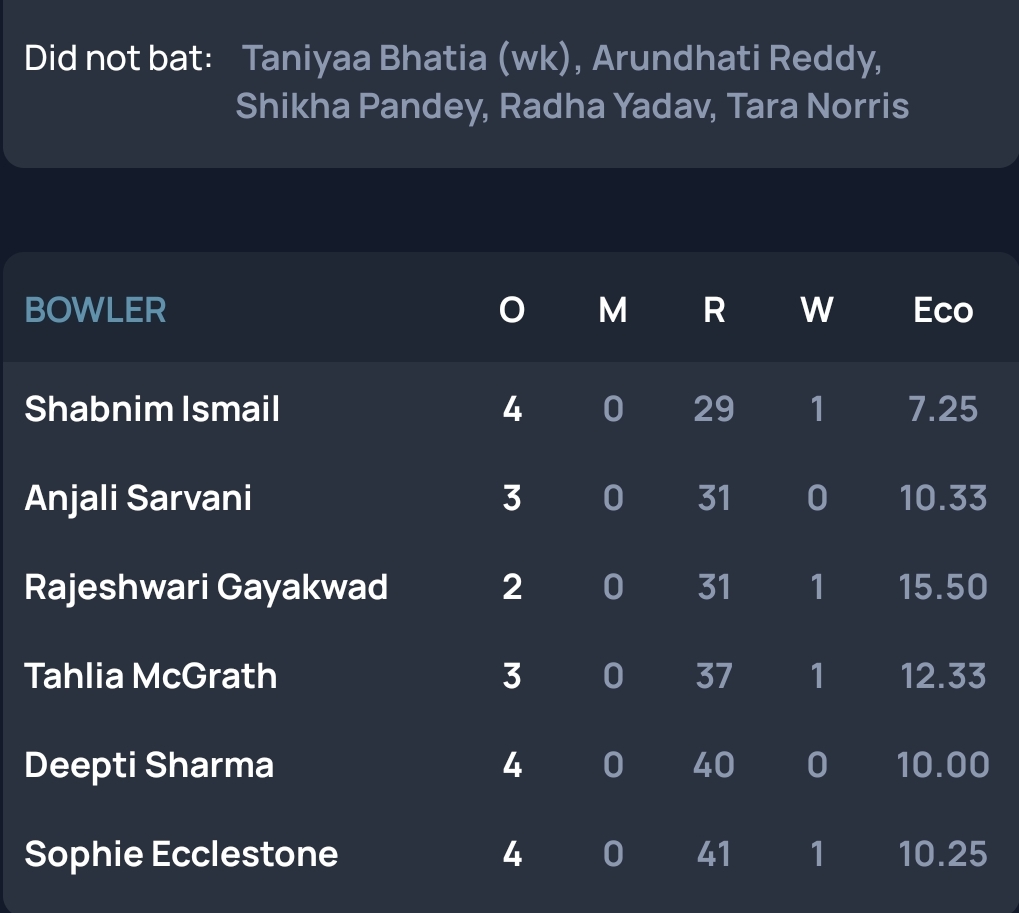 Did not bat: Taniyaa Bhatia (wk), Arundhati Reddy,
Shikha Pandey, Radha Yadav, Tara Norris
BOWLER O M R W Eco
Shabnim Ismail 4 0 29 1 7.25
Anjali Sarvani 3 0 31 0 10.33
Rajeshwari Gayakwad 2 0 31 1 15.50
Tahlia McGrath 3 0 37 1 12.33
Deepti Sharma 4 0 40 0 10.00
Sophie Ecclestone 4 0 41 1 10.25